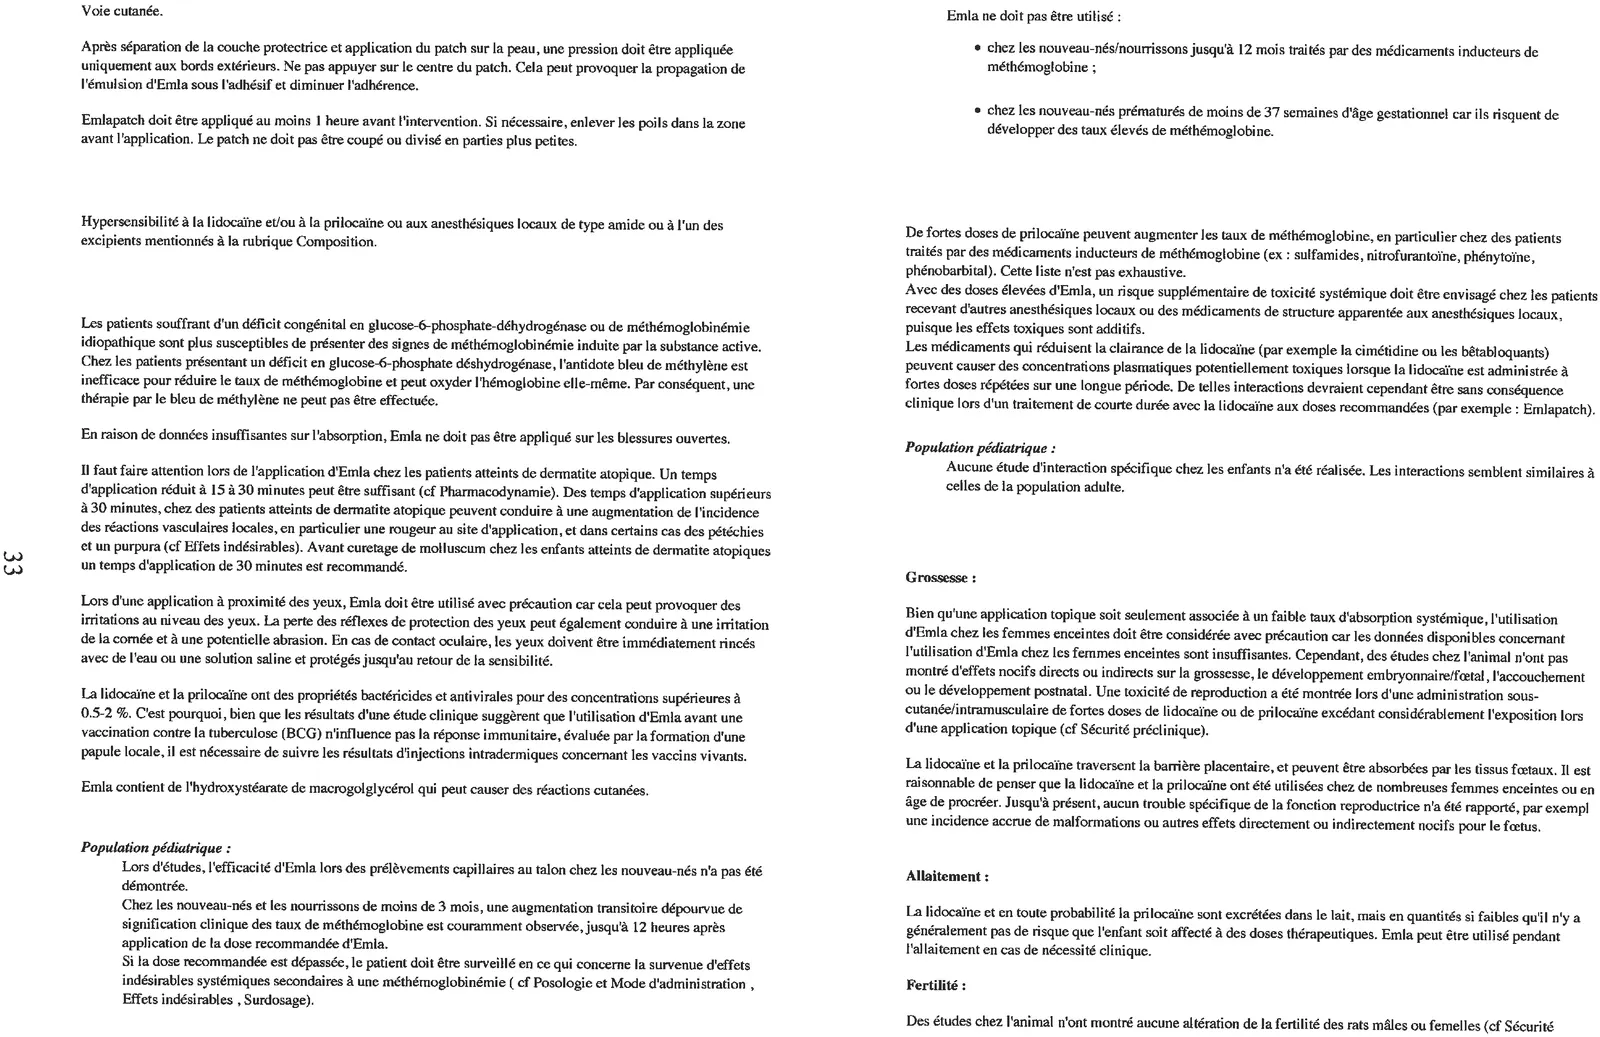 Voie cutanée.
Après séparation de la couche protectrice et application du patch sur la peau, une pression doit être appliquée
uniquement aux bords extérieurs. Ne pas appuyer sur le centre du patch. Cela peut provoquer la propagation de
l'émulsion d'Emla sous l'adhésif et diminuer l'adhérence.
Emlapatch doit être appliqué au moins 1 heure avant l'intervention. Si nécessaire, enlever les poils dans la zone
avant l'application. Le patch ne doit pas être coupé ou divisé en parties plus petites.
Hypersensibilité à la lidocaïne et/ou à la prilocaïne ou aux anesthésiques locaux de type amide ou à l'un des
excipients mentionnés à la rubrique Composition.
Les patients souffrant d'un déficit congénital en glucose-6-phosphate-déhydrogénase ou de méthémoglobinémie
idiopathique sont plus susceptibles de présenter des signes de méthémoglobinémie induite par la substance active.
Chez les patients présentant un déficit en glucose-6-phosphate déshydrogénase, l'antidote bleu de méthylène est
inefficace pour réduire le taux de méthémoglobine et peut oxyder l'hémoglobine elle-même. Par conséquent, une
thérapie par le bleu de méthylène ne peut pas être effectuée.
En raison de données insuffisantes sur l'absorption, Emla ne doit pas être appliqué sur les blessures ouvertes.
Il faut faire attention lors de l'application d'Emla chez les patients atteints de dermatite atopique. Un temps
d'application réduit à 15 à 30 minutes peut être suffisant (cf Pharmacodynamie). Des temps d'application supérieurs
à 30 minutes, chez des patients atteints de dermatite atopique peuvent conduire à une augmentation de l'incidence
des réactions vasculaires locales, en particulier une rougeur au site d'application, et dans certains cas des pétéchies
et un purpura (cf Effets indésirables). Avant curetage de molluscum chez les enfants atteints de dermatite atopiques
un temps d'application de 30 minutes est recommandé.
Lors d'une application à proximité des yeux, Emla doit être utilisé avec précaution car cela peut provoquer des
irritations au niveau des yeux. La perte des réflexes de protection des yeux peut également conduire à une irritation
de la cornée et à une potentielle abrasion. En cas de contact oculaire, les yeux doivent être immédiatement rincés
avec de l'eau ou une solution saline et protégés jusqu'au retour de la sensibilité.
La lidocaïne et la prilocaïne ont des propriétés bactéricides et antivirales pour des concentrations supérieures à
0.5-2 %. C'est pourquoi, bien que les résultats d'une étude clinique suggèrent que l'utilisation d'Emla avant une
vaccination contre la tuberculose (BCG) n'influence pas la réponse immunitaire, évaluée par la formation d'une
papule locale, il est nécessaire de suivre les résultats d'injections intradermiques concernant les vaccins vivants.
Emla contient de l'hydroxystéarate de macrogolglycérol qui peut causer des réactions cutanées.
Population pédiatrique :
Lors d'études, l'efficacité d'Emla lors des prélèvements capillaires au talon chez les nouveau-nés n'a pas été
démontrée.
Chez les nouveau-nés et les nourrissons de moins de 3 mois, une augmentation transitoire dépourvue de
signification clinique des taux de méthémoglobine est couramment observée, jusqu'à 12 heures après
application de la dose recommandée d'Emla.
Si la dose recommandée est dépassée, le patient doit être surveillé en ce qui concerne la survenue d'effets
indésirables systémiques secondaires à une méthémoglobinémie ( cf Posologie et Mode d'administration ,
Effets indésirables , Surdosage).
33
Emla ne doit pas être utilisé :
• chez les nouveau-nés/nourrissons jusqu'à 12 mois traités par des médicaments inducteurs de
méthémoglobine ;
• chez les nouveau-nés prématurés de moins de 37 semaines d'âge gestationnel car ils risquent de
développer des taux élevés de méthémoglobine.
De fortes doses de prilocaïne peuvent augmenter les taux de méthémoglobine, en particulier chez des patients
traités par des médicaments inducteurs de méthémoglobine (ex : sulfamides, nitrofurantoïne, phénytoïne,
phénobarbital). Cette liste n'est pas exhaustive.
Avec des doses élevées d'Emla, un risque supplémentaire de toxicité systémique doit être envisagé chez les patients
recevant d'autres anesthésiques locaux ou des médicaments de structure apparentée aux anesthésiques locaux,
puisque les effets toxiques sont additifs.
Les médicaments qui réduisent la clairance de la lidocaïne (par exemple la cimétidine ou les bêtabloquants)
peuvent causer des concentrations plasmatiques potentiellement toxiques lorsque la lidocaïne est administrée à
fortes doses répétées sur une longue période. De telles interactions devraient cependant être sans conséquence
clinique lors d'un traitement de courte durée avec la lidocaïne aux doses recommandées (par exemple : Emlapatch).
Population pédiatrique :
Aucune étude d'interaction spécifique chez les enfants n'a été réalisée. Les interactions semblent similaires à
celles de la population adulte.
Grossesse :
Bien qu'une application topique soit seulement associée à un faible taux d'absorption systémique, l'utilisation
d'Emla chez les femmes enceintes doit être considérée avec précaution car les données disponibles concernant
l'utilisation d'Emla chez les femmes enceintes sont insuffisantes. Cependant, des études chez l'animal n'ont pas
montré d'effets nocifs directs ou indirects sur la grossesse, le développement embryonnaire/fœtal, l'accouchement
ou le développement postnatal. Une toxicité de reproduction a été montrée lors d'une administration sous-
cutanée/intramusculaire de fortes doses de lidocaïne ou de prilocaïne excédant considérablement l'exposition lors
d'une application topique (cf Sécurité préclinique).
La lidocaïne et la prilocaïne traversent la barrière placentaire, et peuvent être absorbées par les tissus fœtaux. Il est
raisonnable de penser que la lidocaïne et la prilocaïne ont été utilisées chez de nombreuses femmes enceintes ou en
âge de procréer. Jusqu'à présent, aucun trouble spécifique de la fonction reproductrice n'a été rapporté, par exempl
une incidence accrue de malformations ou autres effets directement ou indirectement nocifs pour le fœtus.
Allaitement :
La lidocaïne et en toute probabilité la prilocaïne sont excrétées dans le lait, mais en quantités si faibles qu'il n'y a
généralement pas de risque que l'enfant soit affecté à des doses thérapeutiques. Emla peut être utilisé pendant
l'allaitement en cas de nécessité clinique.
Fertilité :
Des études chez l'animal n'ont montré aucune altération de la fertilité des rats mâles ou femelles (cf Sécurité